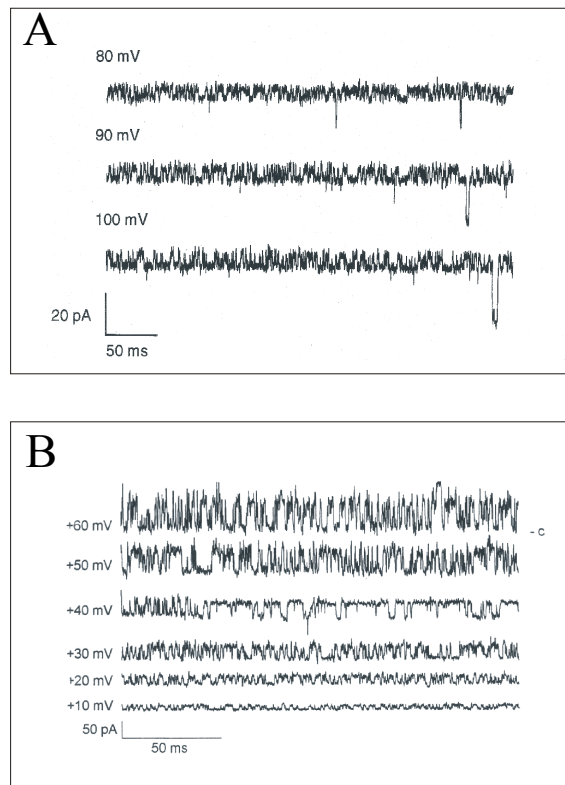 A
80 mV
90 mV
100 mV
20 pA
50 ms
B
+60 mV
- c
+50 mV
+40 mV
+30 mV
+20 mV
+10 mV
50 pA
50 ms